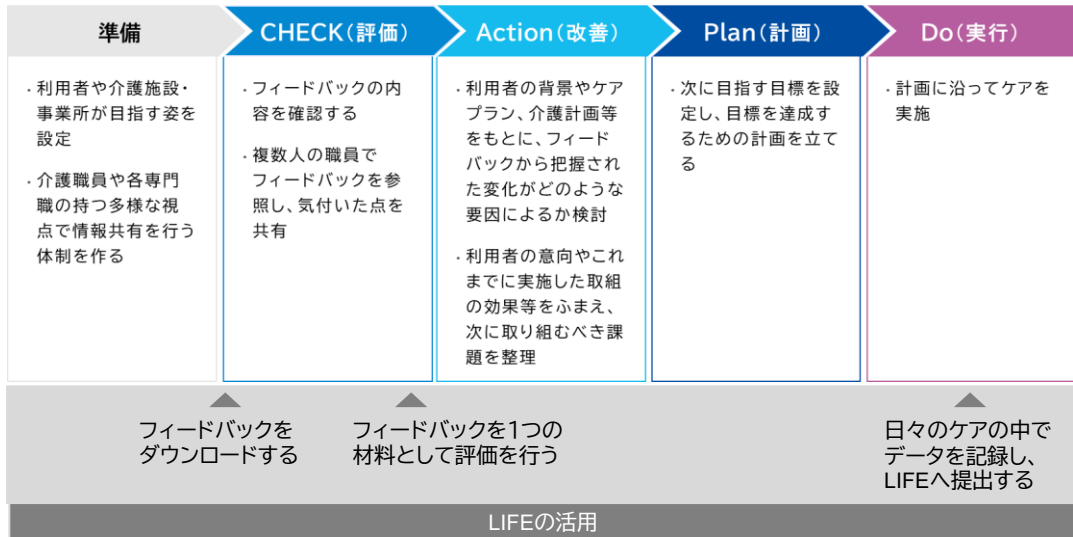 準備
CHECK(評価)
Action(改善)
Plan(計画)
Do(実行)
・利用者や介護施設・
事業所が目指す姿を
設定
・介護職員や各専門
職の持つ多様な視
点で情報共有を行う
体制を作る
・フィードバックの内
容を確認する
・複数人の職員で
フィードバックを参
照し、気付いた点を
共有
・利用者の背景やケア
プラン、介護計画等
をもとに、フィード
バックから把握され
た変化がどのような
要因によるか検討
・利用者の意向やこれ
までに実施した取組
の効果等をふまえ、
次に取り組むべき課
題を整理
・次に目指す目標を設
定し、目標を達成す
るための計画を立て
る
・計画に沿ってケアを
実施
フィードバックを
ダウンロードする
フィードバックを1つの
材料として評価を行う
日々のケアの中で
データを記録し、
LIFEへ提出する
LIFEの活用